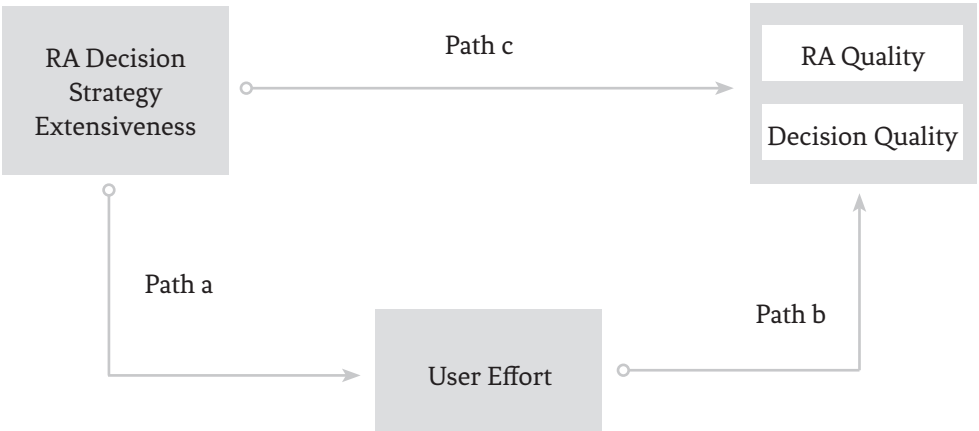 RA Decision
Strategy
Extensiveness
Path c
RA Quality
Decision Quality
Path a
User Effort
Path b